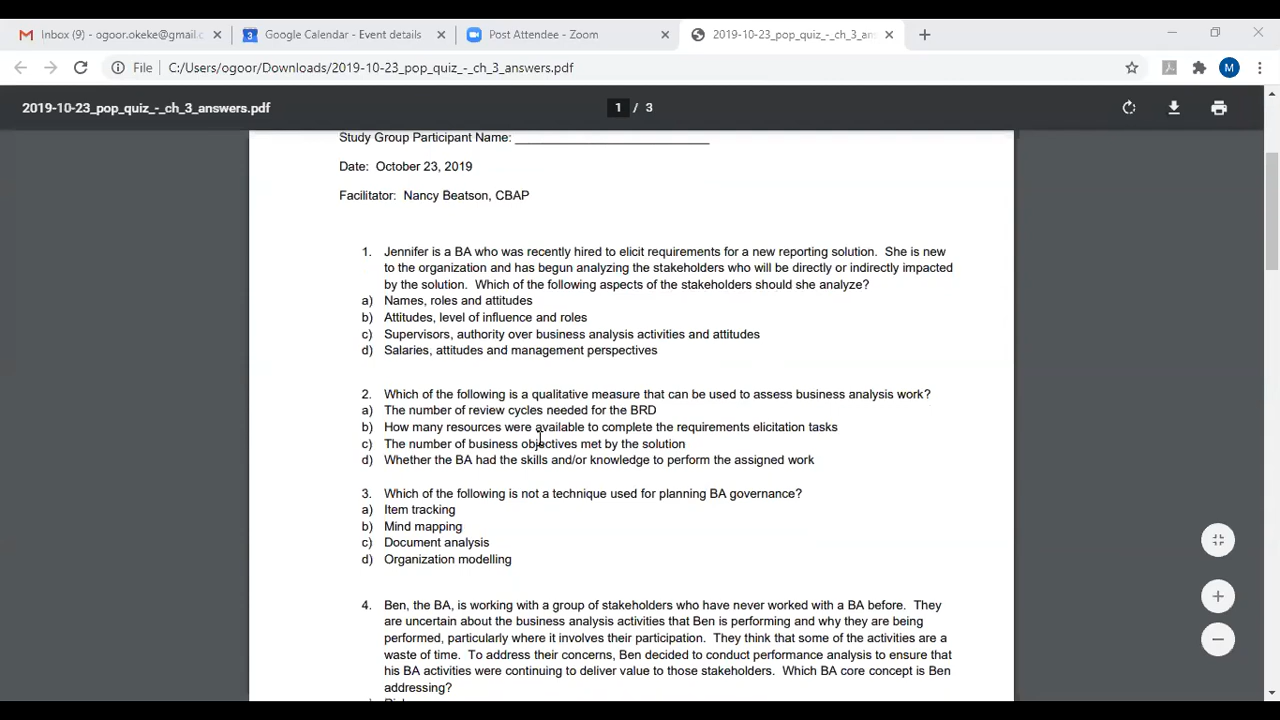 Inbox (9) - ogoor.okeke@gmail.c
Google Calendar - Event details
Post Attendee - Zoom
2019-10-23_pop_quiz_-_ch_3_ans
File
C:/Users/ogoor/Downloads/2019-10-23_pop_quiz_-_ch_3_answers.pdf
M
2019-10-23_pop_quiz_-_ch_3_answers.pdf
1 / 3
Study Group Participant Name: ___________________________
Date: October 23, 2019
Facilitator: Nancy Beatson, CBAP
1. Jennifer is a BA who was recently hired to elicit requirements for a new reporting solution. She is new
to the organization and has begun analyzing the stakeholders who will be directly or indirectly impacted
by the solution. Which of the following aspects of the stakeholders should she analyze?
a) Names, roles and attitudes
b) Attitudes, level of influence and roles
c) Supervisors, authority over business analysis activities and attitudes
d) Salaries, attitudes and management perspectives
2. Which of the following is a qualitative measure that can be used to assess business analysis work?
a) The number of review cycles needed for the BRD
b) How many resources were available to complete the requirements elicitation tasks
c) The number of business objectives met by the solution
d) Whether the BA had the skills and/or knowledge to perform the assigned work
3. Which of the following is not a technique used for planning BA governance?
a) Item tracking
b) Mind mapping
c) Document analysis
d) Organization modelling
4. Ben, the BA, is working with a group of stakeholders who have never worked with a BA before. They
are uncertain about the business analysis activities that Ben is performing and why they are being
performed, particularly where it involves their participation. They think that some of the activities are a
waste of time. To address their concerns, Ben decided to conduct performance analysis to ensure that
his BA activities were continuing to deliver value to those stakeholders. Which BA core concept is Ben
addressing?